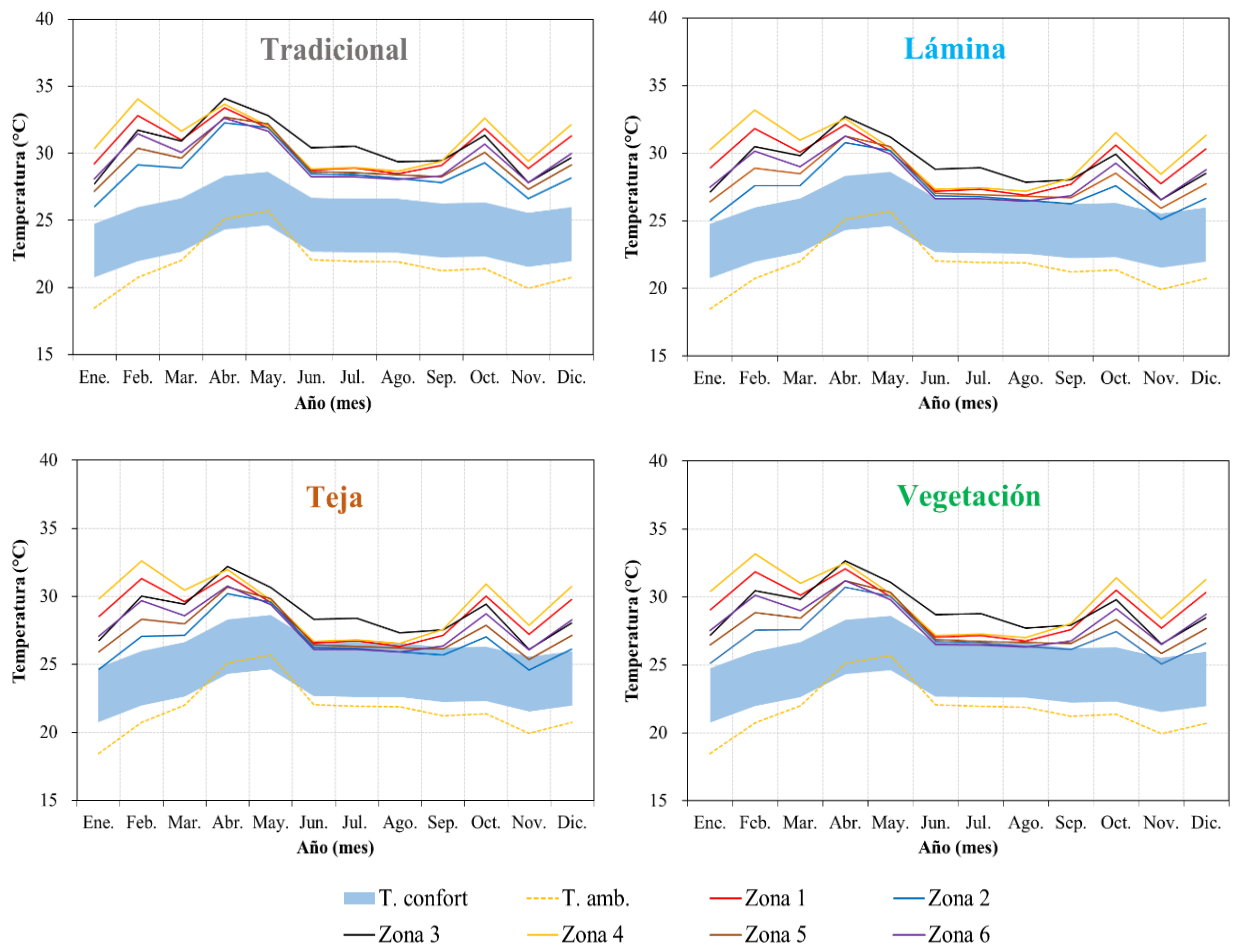 Tradicional
Temperatura (°C)
40
35
30
25
20
15
Ene. Feb. Mar. Abr. May. Jun. Jul. Ago. Sep. Oct. Nov. Dic.
Año (mes)
Lámina
Temperatura (°C)
40
35
30
25
20
15
Ene. Feb. Mar. Abr. May. Jun. Jul. Ago. Sep. Oct. Nov. Dic.
Año (mes)
Teja
Temperatura (°C)
40
35
30
25
20
15
Ene. Feb. Mar. Abr. May. Jun. Jul. Ago. Sep. Oct. Nov. Dic.
Año (mes)
Vegetación
Temperatura (°C)
40
35
30
25
20
15
Ene. Feb. Mar. Abr. May. Jun. Jul. Ago. Sep. Oct. Nov. Dic.
Año (mes)
T. confort T. amb. Zona 1 Zona 2
Zona 3 Zona 4 Zona 5 Zona 6